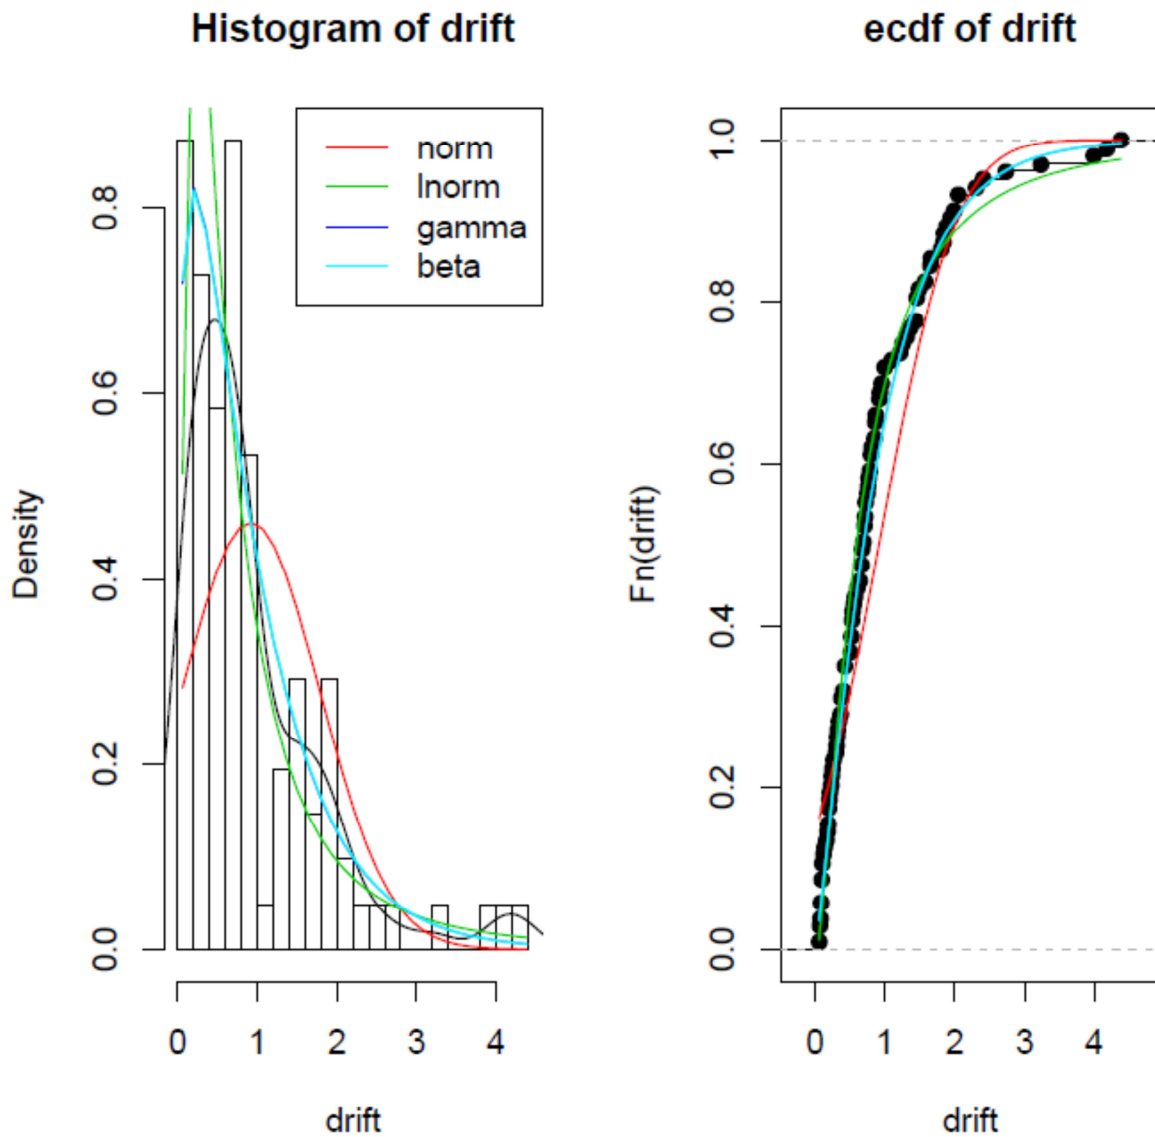 Histogram of drift
norm
lnorm
gamma
beta
Density
0.0
0.2
0.4
0.6
0.8
0 1 2 3 4
drift
ecdf of drift
Fn(drift)
0.0
0.2
0.4
0.6
0.8
1.0
0 1 2 3 4
drift